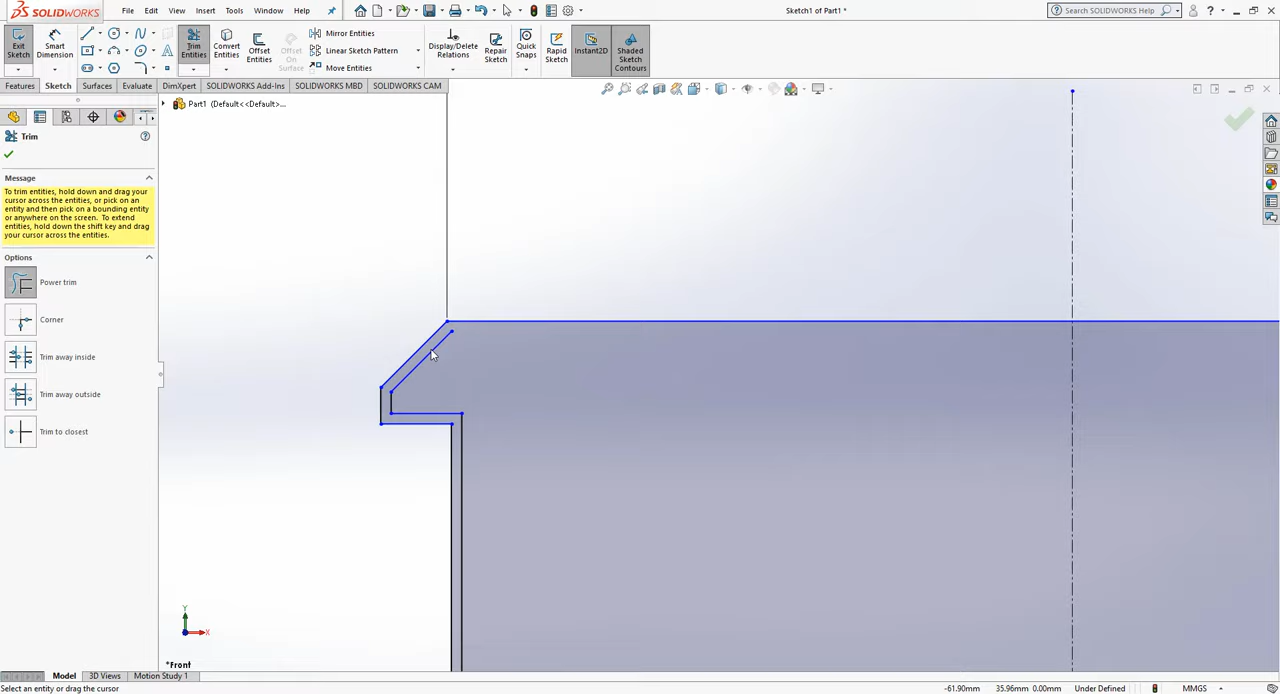 SOLIDWORKS File Edit View Insert Tools Window Help Sketch1 of Part1 * Search SOLIDWORKS Help
Exit Sketch Smart Dimension Trim Entities Convert Entities Offset Entities Offset On Surface Mirror Entities Linear Sketch Pattern Move Entities Display/Delete Relations Repair Sketch Quick Snaps Rapid Sketch Instant2D Shaded Sketch Contours
Features Sketch Surfaces Evaluate DimXpert SOLIDWORKS Add-Ins SOLIDWORKS MBD SOLIDWORKS CAM
Part1 (Default<<Default>...
Trim
Message
To trim entities, hold down and drag your
cursor across the entities, or pick on an
entity and then pick on a bounding entity
or anywhere on the screen. To extend
entities, hold down the shift key and drag
your cursor across the entities.
Options
Power trim
Corner
Trim away inside
Trim away outside
Trim to closest
Y
X
*Front
Model 3D Views Motion Study 1
Select an entity or drag the cursor -61.90mm 35.96mm 0.00mm Under Defined MMGS